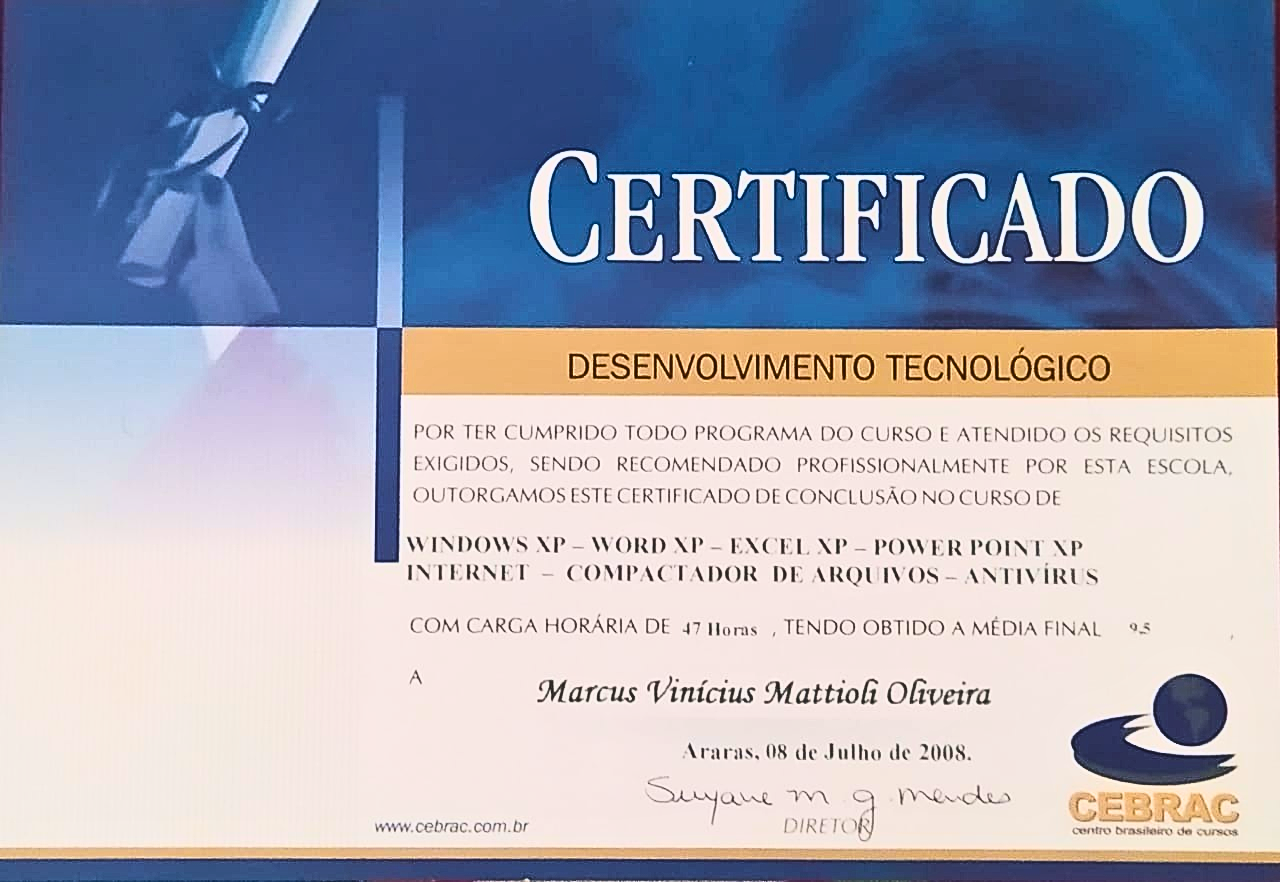 CERTIFICADO
DESENVOLVIMENTO TECNOLÓGICO
POR TER CUMPRIDO TODO PROGRAMA DO CURSO E ATENDIDO OS REQUISITOS
EXIGIDOS, SENDO RECOMENDADO PROFISSIONALMENTE POR ESTA ESCOLA,
OUTORGAMOS ESTE CERTIFICADO DE CONCLUSÃO NO CURSO DE
WINDOWS XP – WORD XP – EXCEL XP – POWER POINT XP
INTERNET – COMPACTADOR DE ARQUIVOS – ANTIVÍRUS
COM CARGA HORÁRIA DE 47 Horas , TENDO OBTIDO A MÉDIA FINAL 9,5 ,
A
Marcus Vinícius Mattioli Oliveira
Araras, 08 de Julho de 2008.
Suyane m g mendes
DIRETOR
www.cebrac.com.br
CEBRAC
centro brasileiro de cursos